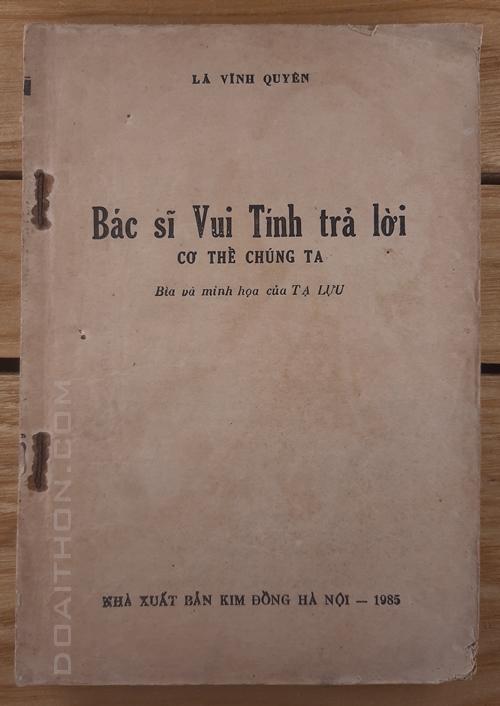 LÃ VĨNH QUYÊN
Bác sĩ Vui Tính trả lời
CƠ THỂ CHÚNG TA
Bìa và minh họa của TẠ LỰU
NHÀ XUẤT BẢN KIM ĐỒNG HÀ NỘI — 1985
DOAITHON.COM